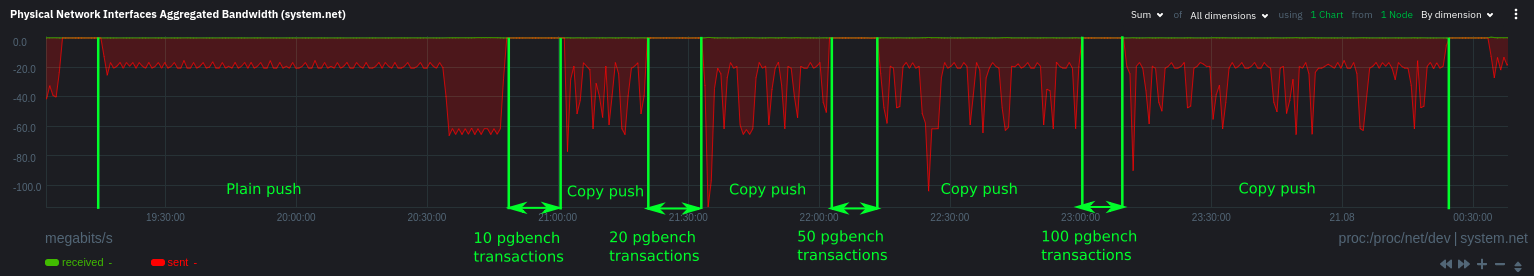 Physical Network Interfaces Aggregated Bandwidth (system.net)
Sum of All dimensions using 1 Chart from 1 Node By dimension
0.0
-20.0
-40.0
-60.0
-80.0
-100.0
Plain push
Copy push
Copy push
Copy push
Copy push
19:30:00 20:00:00 20:30:00 21:00:00 21:30:00 22:00:00 22:30:00 23:00:00 23:30:00 21.08 00:30:00
megabits/s
10 pgbench
transactions
20 pgbench
transactions
50 pgbench
transactions
100 pgbench
transactions
proc:/proc/net/dev | system.net
received -
sent -